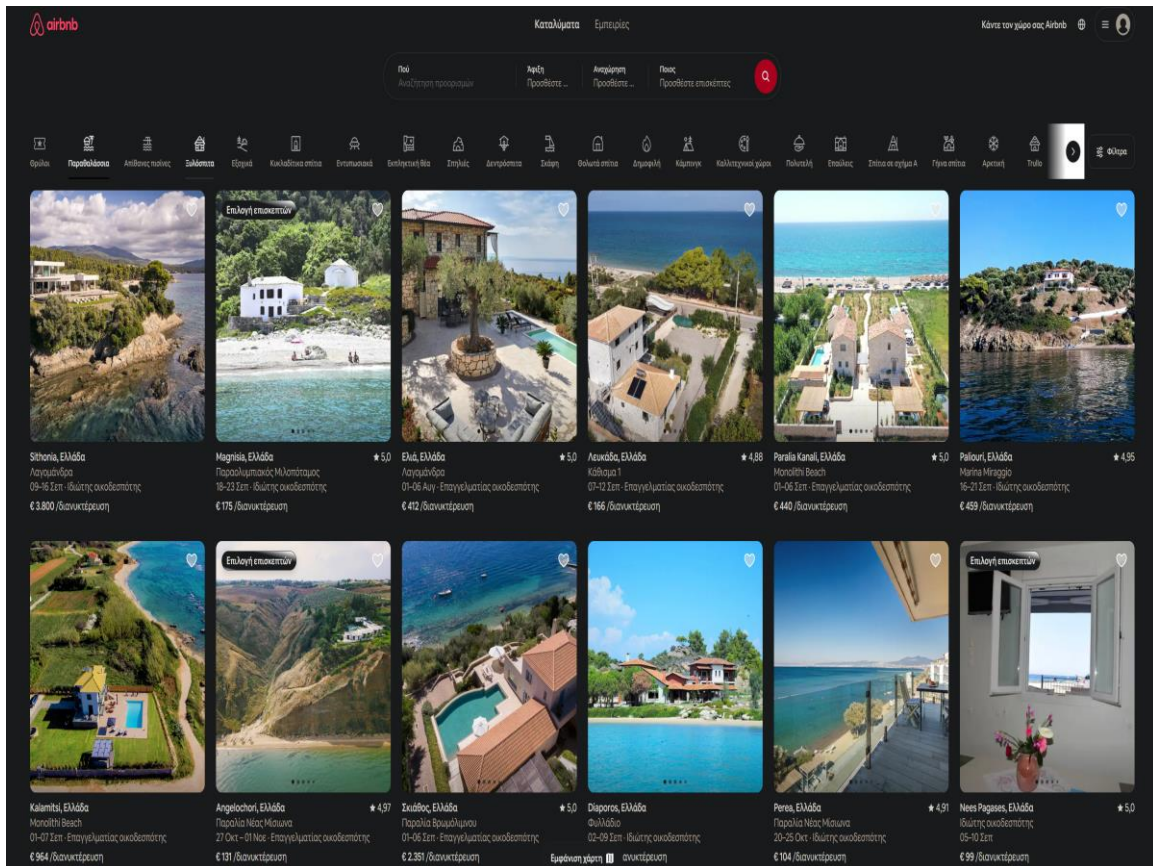 airbnb
Καταλύματα Εμπειρίες
Κάντε τον χώρο σας Airbnb
Πού
Αναζήτηση προορισμών
Άφιξη
Προσθέστε ...
Αναχώρηση
Προσθέστε ...
Ποιος
Προσθέστε επισκέπτες
Θρύλοι Παραθαλάσσια Απίθανες πισίνες Ξυλόσπιτα Εξοχικά Κυκλαδίτικα σπίτια Εντυπωσιακά Εκπληκτική θέα Σπηλιές Δεντρόσπιτα Σκάφη Θολωτά σπίτια Δημοφιλή Κάμπινγκ Καλλιτεχνικοί χώροι Πολυτελή Επαύλεις Σπίτια σε σχήμα Α Γήινα σπίτια Αρκτική Trullo
Φίλτρα
Sithonia, Ελλάδα
Λαγομάνδρα
09-16 Σεπ · Ιδιώτης οικοδεσπότης
€ 3.800 /διανυκτέρευση
Επιλογή επισκεπτών
Magnisia, Ελλάδα ★ 5,0
Παραολυμπιακός Μιλοπόταμος
18–23 Σεπ · Ιδιώτης οικοδεσπότης
€ 175 /διανυκτέρευση
Ελιά, Ελλάδα ★ 5,0
Λαγομάνδρα
01–06 Αυγ · Επαγγελματίας οικοδεσπότης
€ 412 /διανυκτέρευση
Λευκάδα, Ελλάδα ★ 4,88
Κάθισμα 1
07–12 Σεπ · Επαγγελματίας οικοδεσπότης
€ 166 /διανυκτέρευση
Paralia Kanali, Ελλάδα ★ 5,0
Monolithi Beach
01–06 Σεπ · Επαγγελματίας οικοδεσπότης
€ 440 /διανυκτέρευση
Paliouri, Ελλάδα ★ 4,95
Marina Miraggio
16–21 Σεπ · Ιδιώτης οικοδεσπότης
€ 459 /διανυκτέρευση
Kalamitsi, Ελλάδα
Monolithi Beach
01–07 Σεπ · Επαγγελματίας οικοδεσπότης
€ 964 /διανυκτέρευση
Επιλογή επισκεπτών
Angelochori, Ελλάδα ★ 4,97
Παραλία Νέας Μίσιωνα
27 Οκτ – 01 Νοε · Επαγγελματίας οικοδεσπότης
€ 131 /διανυκτέρευση
Σκιάθος, Ελλάδα ★ 5,0
Παραλία Βρωμόλιμνου
01–06 Σεπ · Επαγγελματίας οικοδεσπότης
€ 2.351 /διανυκτέρευση
Diaporos, Ελλάδα
Φυλλάδιο
02–09 Σεπ · Ιδιώτης οικοδεσπότης
ανυκτέρευση
Εμφάνιση χάρτη
Perea, Ελλάδα ★ 4,91
Παραλία Νέας Μίσιωνα
20–25 Οκτ · Ιδιώτης οικοδεσπότης
€ 104 /διανυκτέρευση
Επιλογή επισκεπτών
Nees Pagases, Ελλάδα ★ 5,0
Ιδιώτης οικοδεσπότης
05–10 Σεπ
€ 99 /διανυκτέρευση